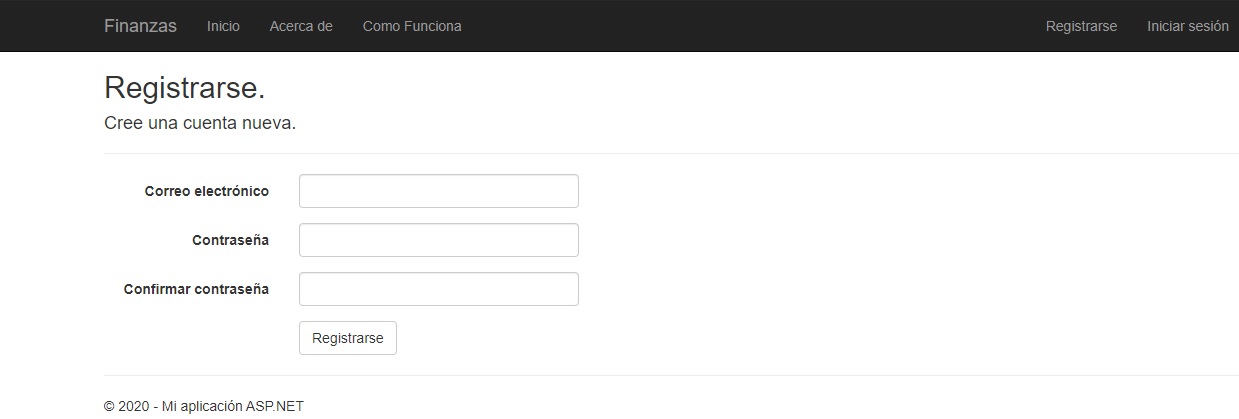 Finanzas Inicio Acerca de Como Funciona Registrarse Iniciar sesión
Registrarse.
Cree una cuenta nueva.
Correo electrónico
Contraseña
Confirmar contraseña
Registrarse
© 2020 - Mi aplicación ASP.NET